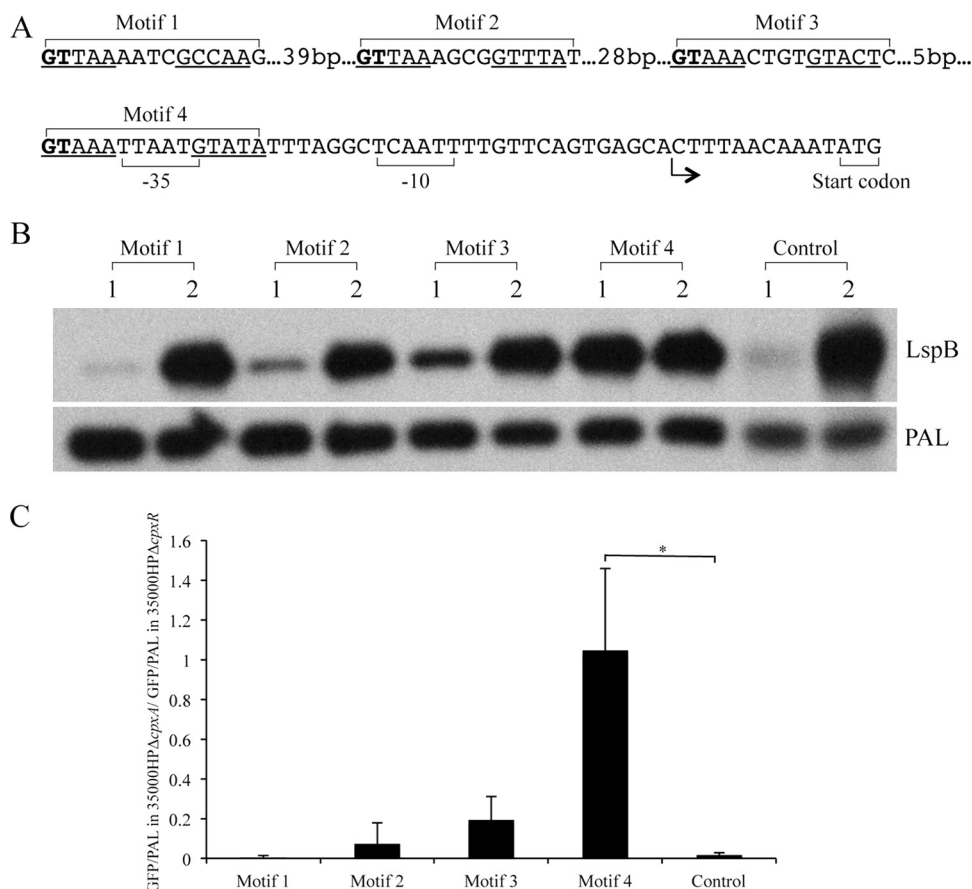 A
Motif 1 Motif 2 Motif 3
GTTAAAATCGCCAAG...39bp...GTTAAAGCGGTTTAT...28bp...GTAAACTGTGTACTC...5bp...
Motif 4
GTAAATTAATGTATATTTAGGCTCAATTTTGTTCAGTGAGCACTTTAACAAATATG
-35 -10 Start codon
B
Motif 1 Motif 2 Motif 3 Motif 4 Control
1 2 1 2 1 2 1 2 1 2
LspB
PAL
C
GFP/PAL in 35000HPΔcpxA/ GFP/PAL in 35000HPΔcpxR
1.6
*
1.4
1.2
1
0.8
0.6
0.4
0.2
0
Motif 1 Motif 2 Motif 3 Motif 4 Control